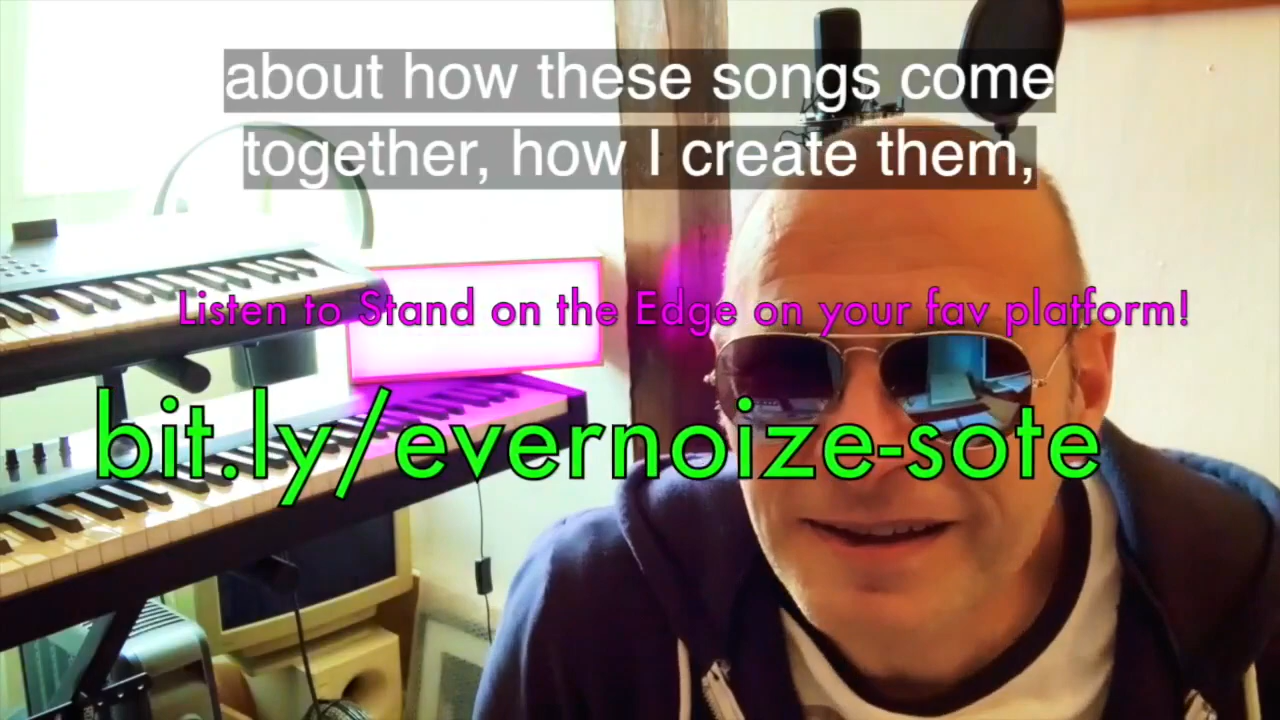 about how these songs come
together, how I create them,
Listen to Stand on the Edge on your fav platform!
bit.ly/evernoize-sote